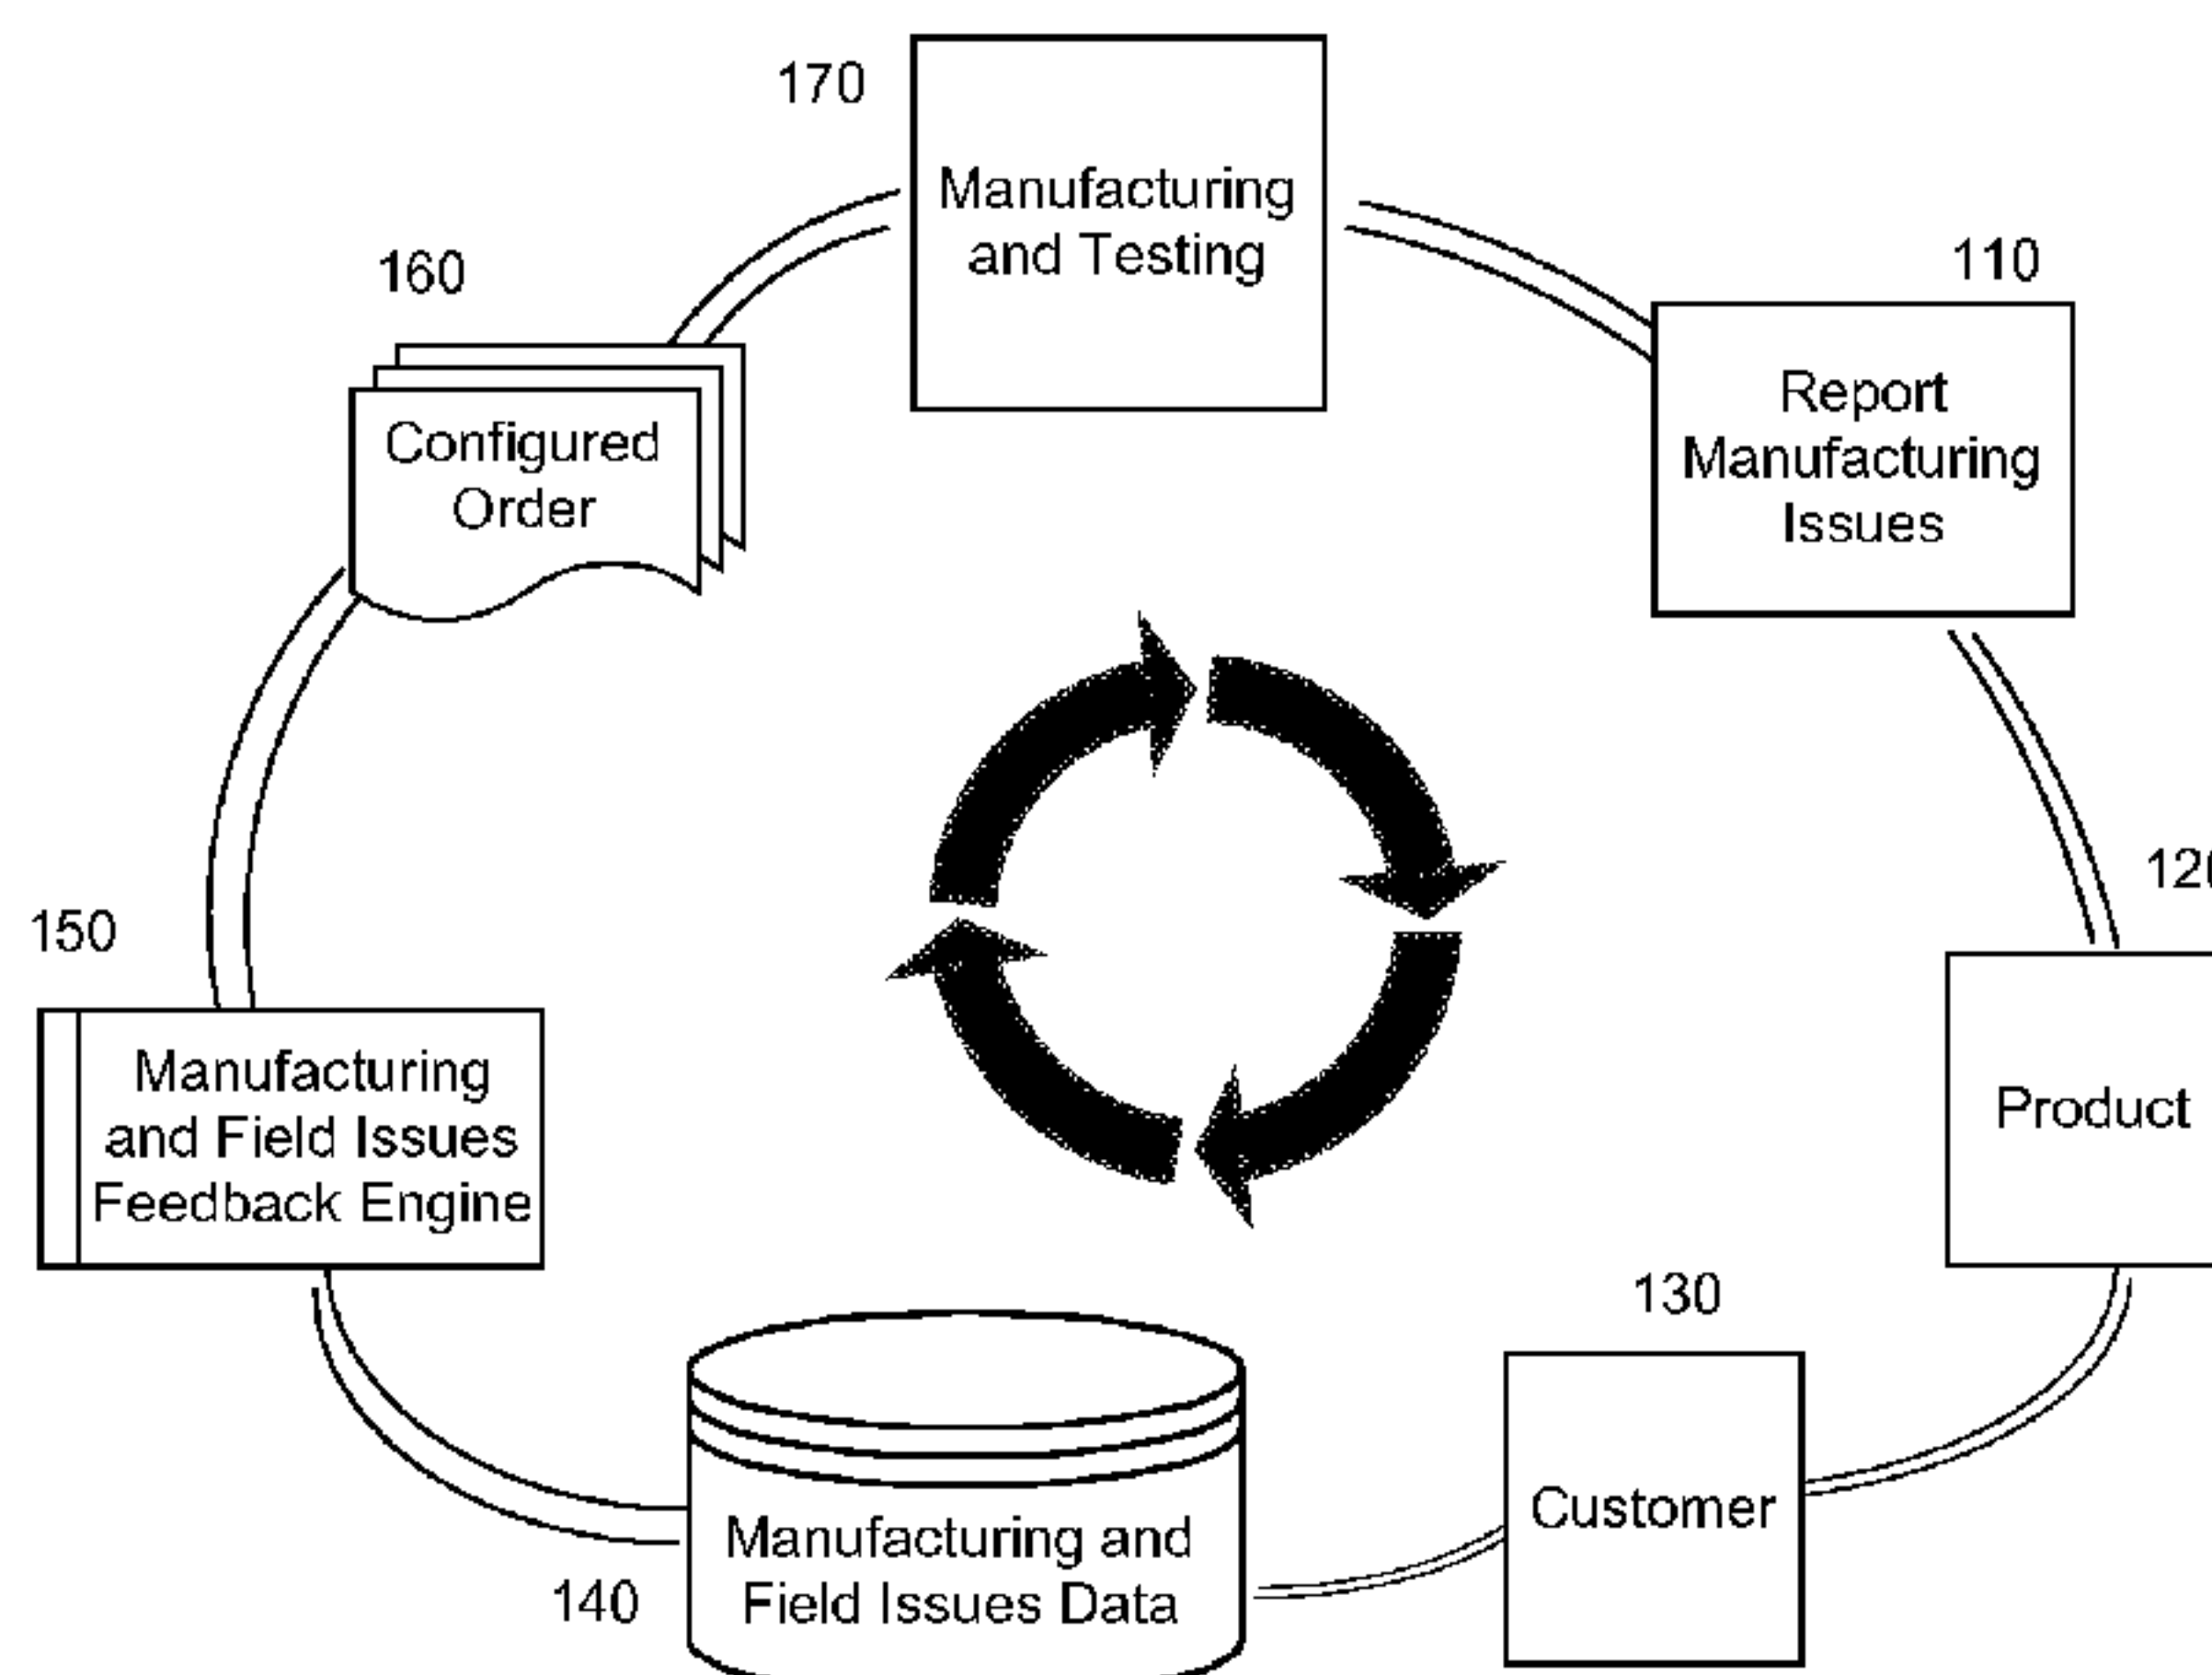 170
Manufacturing
and Testing
110
Report
Manufacturing
Issues
160
Configured
Order
120
Product
150
Manufacturing
and Field Issues
Feedback Engine
130
Customer
140
Manufacturing and
Field Issues Data